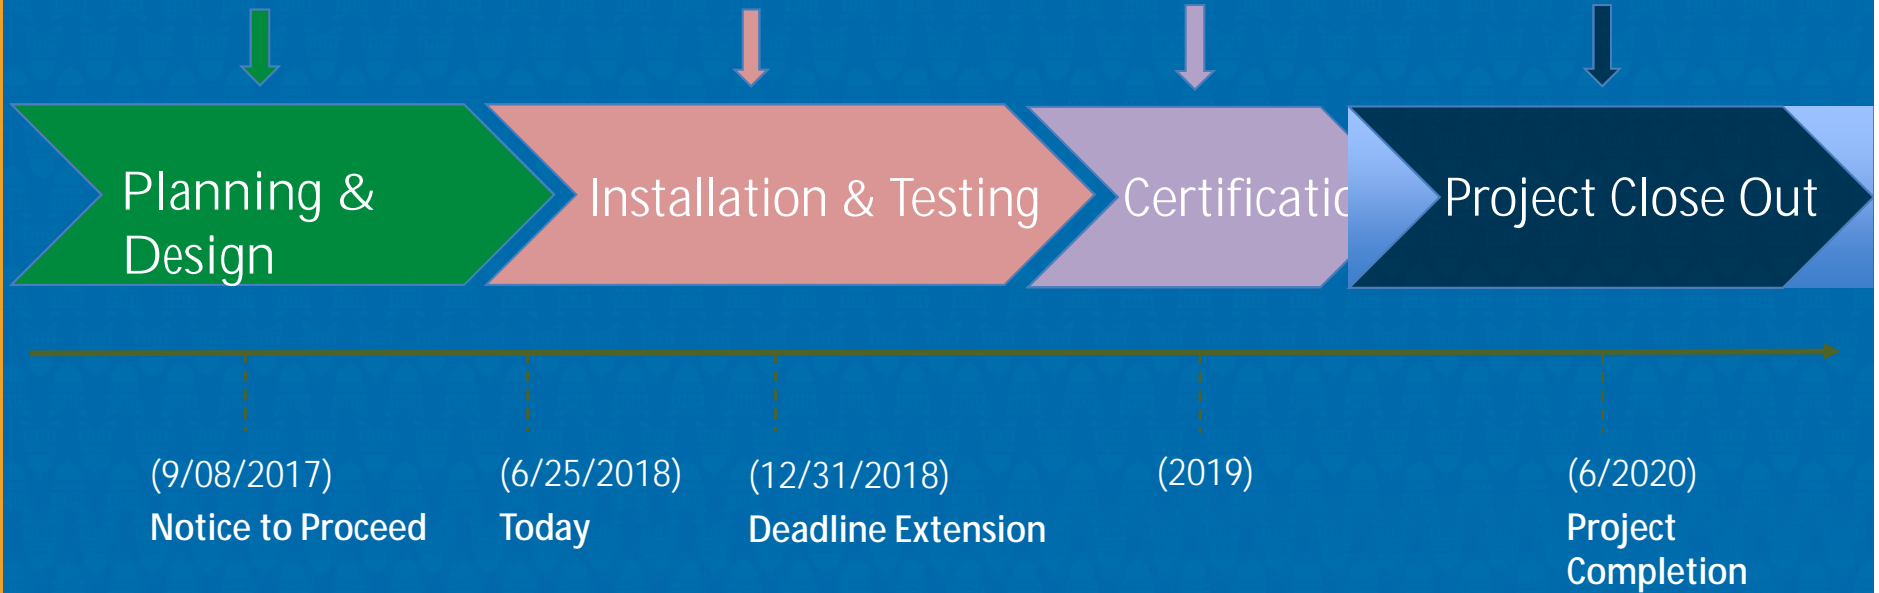 Planning &
Design
Installation & Testing
Certificatic
Project Close Out
(9/08/2017)
Notice to Proceed
(6/25/2018)
Today
(12/31/2018)
Deadline Extension
(2019)
(6/2020)
Project
Completion